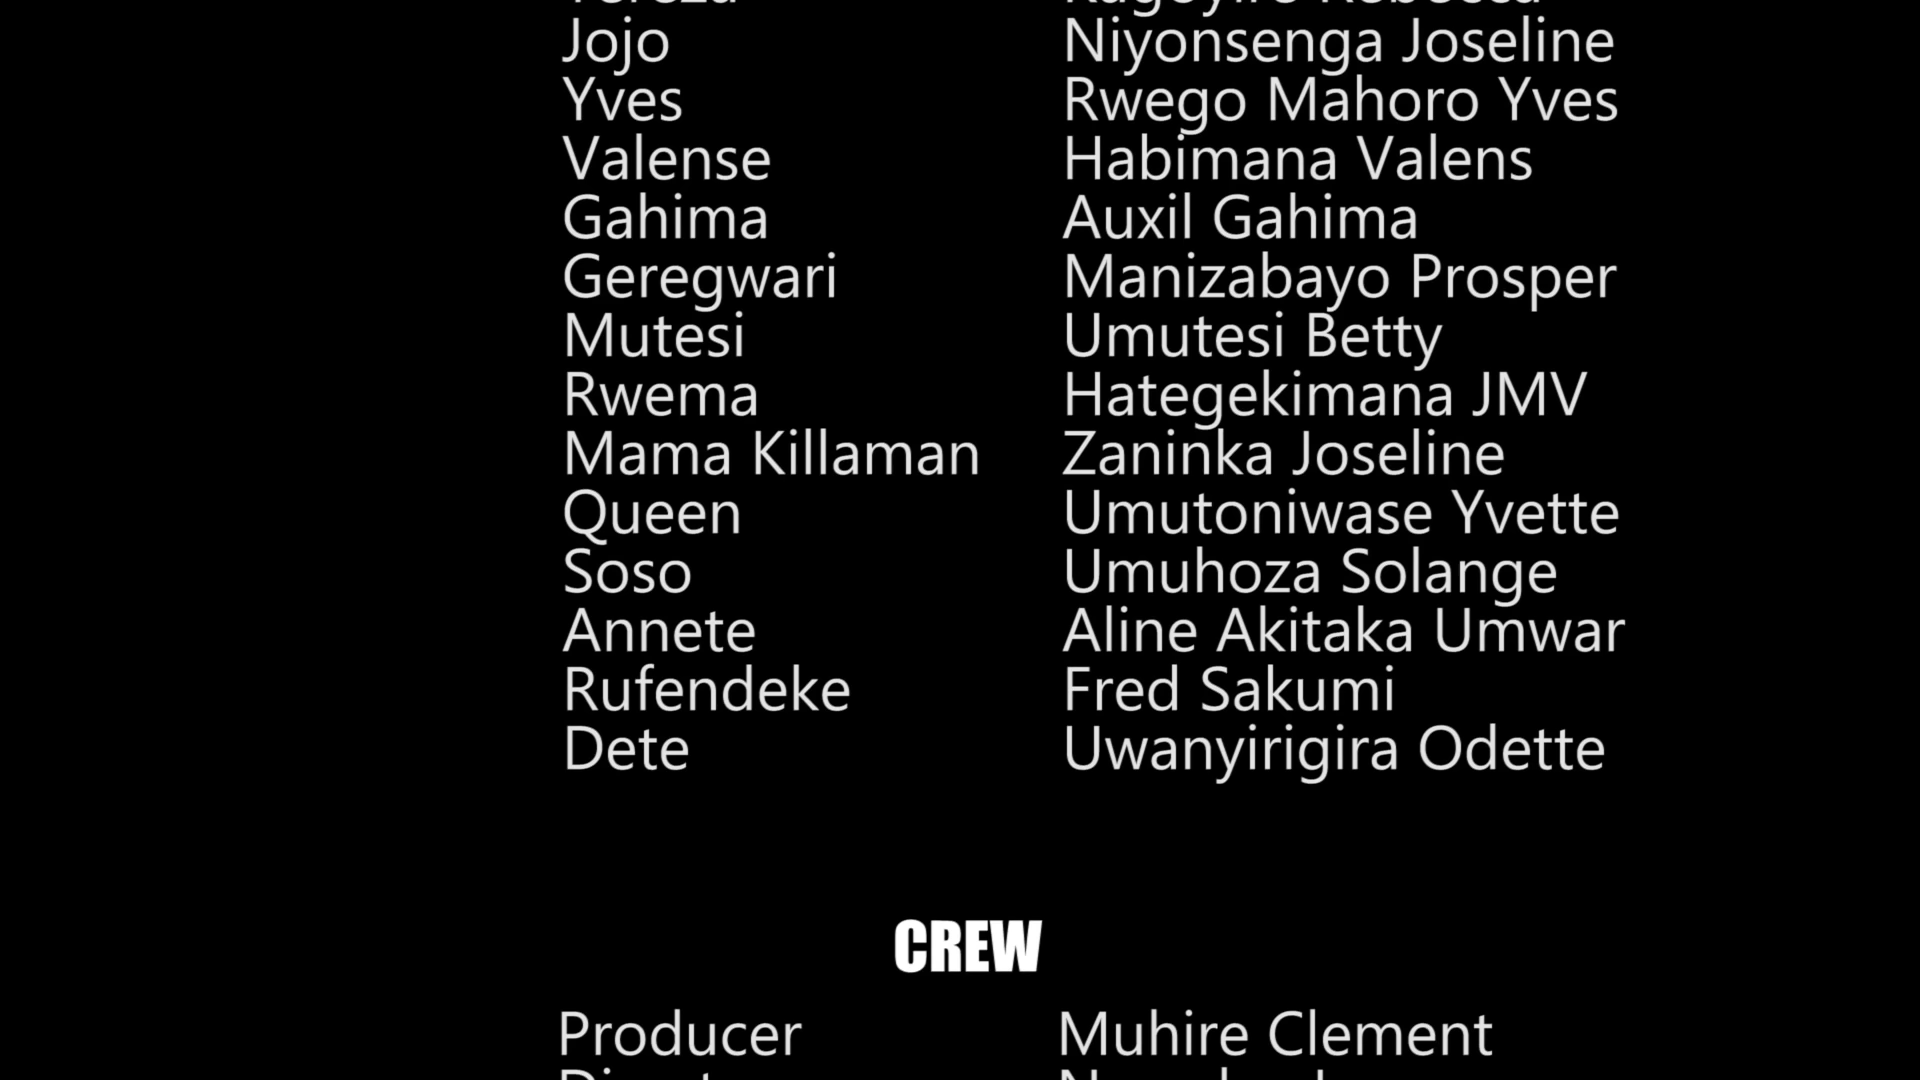 Jojo Niyonsenga Joseline
Yves Rwego Mahoro Yves
Valense Habimana Valens
Gahima Auxil Gahima
Geregwari Manizabayo Prosper
Mutesi Umutesi Betty
Rwema Hategekimana JMV
Mama Killaman Zaninka Joseline
Queen Umutoniwase Yvette
Soso Umuhoza Solange
Annete Aline Akitaka Umwar
Rufendeke Fred Sakumi
Dete Uwanyirigira Odette
CREW
Producer Muhire Clement